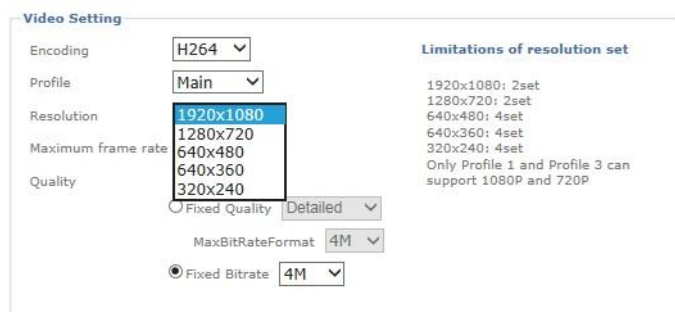 Video Setting
Encoding H264
Profile Main
Resolution 1920x1080
1280x720
Maximum frame rate 640x480
640x360
Quality 320x240
Fixed Quality Detailed
MaxBitRateFormat 4M
Fixed Bitrate 4M
Limitations of resolution set
1920x1080: 2set
1280x720: 2set
640x480: 4set
640x360: 4set
320x240: 4set
Only Profile 1 and Profile 3 can
support 1080P and 720P